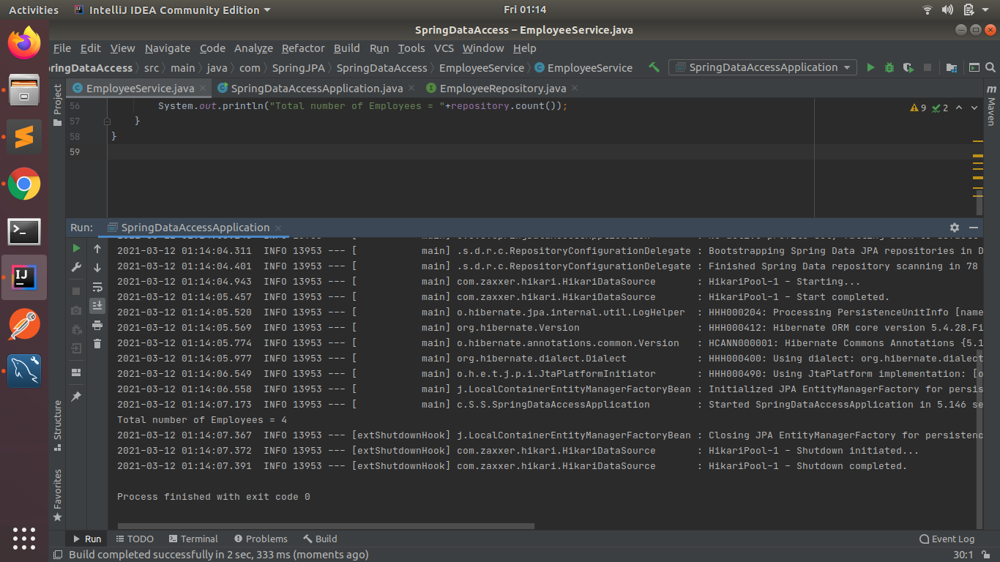 Activities IntelliJ IDEA Community Edition Fri 01:14
SpringDataAccess – EmployeeService.java
File Edit View Navigate Code Analyze Refactor Build Run Tools VCS Window Help
pringDataAccess src main java com SpringJPA SpringDataAccess EmployeeService EmployeeService SpringDataAccessApplication
Project EmployeeService.java SpringDataAccessApplication.java EmployeeRepository.java Maven
56 System.out.println("Total number of Employees = "+repository.count()); 9 2
57 }
58 }
59
Run: SpringDataAccessApplication
2021-03-12 01:14:04.311 INFO 13953 --- [ main] .s.d.r.c.RepositoryConfigurationDelegate : Bootstrapping Spring Data JPA repositories in D
2021-03-12 01:14:04.401 INFO 13953 --- [ main] .s.d.r.c.RepositoryConfigurationDelegate : Finished Spring Data repository scanning in 78
2021-03-12 01:14:04.943 INFO 13953 --- [ main] com.zaxxer.hikari.HikariDataSource : HikariPool-1 - Starting...
2021-03-12 01:14:05.457 INFO 13953 --- [ main] com.zaxxer.hikari.HikariDataSource : HikariPool-1 - Start completed.
2021-03-12 01:14:05.520 INFO 13953 --- [ main] o.hibernate.jpa.internal.util.LogHelper : HHH000204: Processing PersistenceUnitInfo [name
2021-03-12 01:14:05.569 INFO 13953 --- [ main] org.hibernate.Version : HHH000412: Hibernate ORM core version 5.4.28.Fi
2021-03-12 01:14:05.774 INFO 13953 --- [ main] o.hibernate.annotations.common.Version : HCANN000001: Hibernate Commons Annotations {5.1
2021-03-12 01:14:05.977 INFO 13953 --- [ main] org.hibernate.dialect.Dialect : HHH000400: Using dialect: org.hibernate.dialect
2021-03-12 01:14:06.549 INFO 13953 --- [ main] o.h.e.t.j.p.i.JtaPlatformInitiator : HHH000490: Using JtaPlatform implementation: [o
2021-03-12 01:14:06.558 INFO 13953 --- [ main] j.LocalContainerEntityManagerFactoryBean : Initialized JPA EntityManagerFactory for persis
2021-03-12 01:14:07.173 INFO 13953 --- [ main] c.S.S.SpringDataAccessApplication : Started SpringDataAccessApplication in 5.146 se
Total number of Employees = 4
2021-03-12 01:14:07.367 INFO 13953 --- [extShutdownHook] j.LocalContainerEntityManagerFactoryBean : Closing JPA EntityManagerFactory for persistenc
2021-03-12 01:14:07.372 INFO 13953 --- [extShutdownHook] com.zaxxer.hikari.HikariDataSource : HikariPool-1 - Shutdown initiated...
2021-03-12 01:14:07.391 INFO 13953 --- [extShutdownHook] com.zaxxer.hikari.HikariDataSource : HikariPool-1 - Shutdown completed.
Process finished with exit code 0
Structure
Favorites
Run TODO Terminal Problems Build Event Log
Build completed successfully in 2 sec, 333 ms (moments ago) 30:1